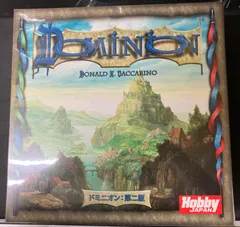 DOMINION
DONALD X. VACCARINO
ドミニオン：第二版
Hobby
JAPAN